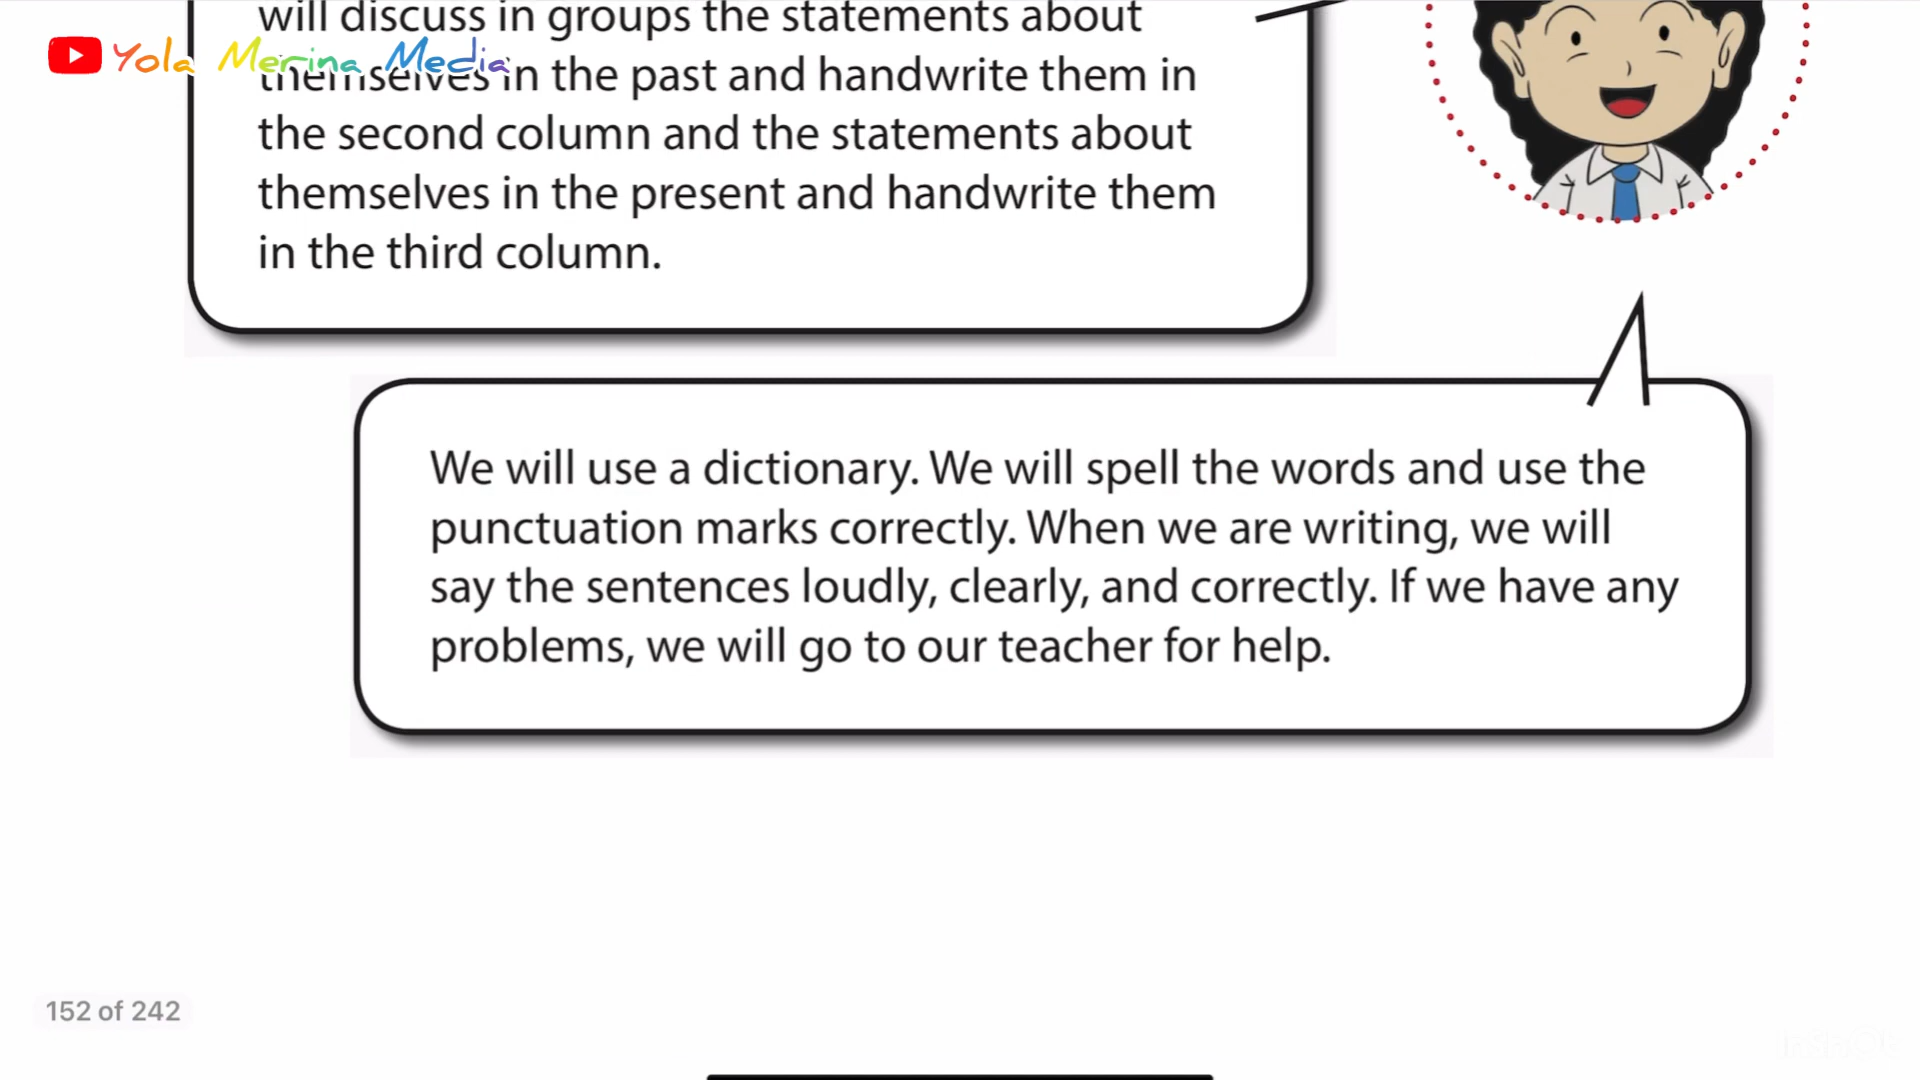 will discuss in groups the statements about
Yola Merina Media
themselves in the past and handwrite them in
the second column and the statements about
themselves in the present and handwrite them
in the third column.
We will use a dictionary. We will spell the words and use the
punctuation marks correctly. When we are writing, we will
say the sentences loudly, clearly, and correctly. If we have any
problems, we will go to our teacher for help.
152 of 242